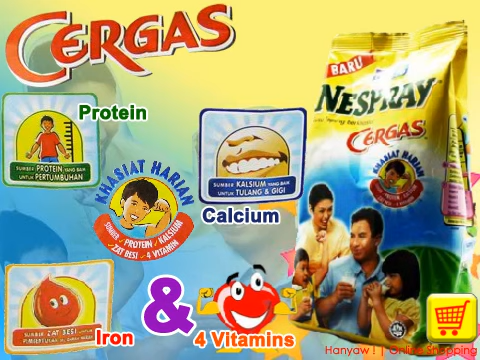 CERGAS
Protein
SUMBER PROTEIN YANG BAIK
UNTUK PERTUMBUHAN
KHASIAT HARIAN
SUMBER
PROTEIN
KALSIUM
ZAT BESI
4 VITAMIN
SUMBER KALSIUM YANG BAIK
UNTUK TULANG & GIGI
Calcium
SUMBER ZAT BESI UNTUK
Iron
&
4 Vitamins
BARU
NESPRAY
CERGAS
KHASIAT HARIAN
Hanyaw ! | Online Shopping